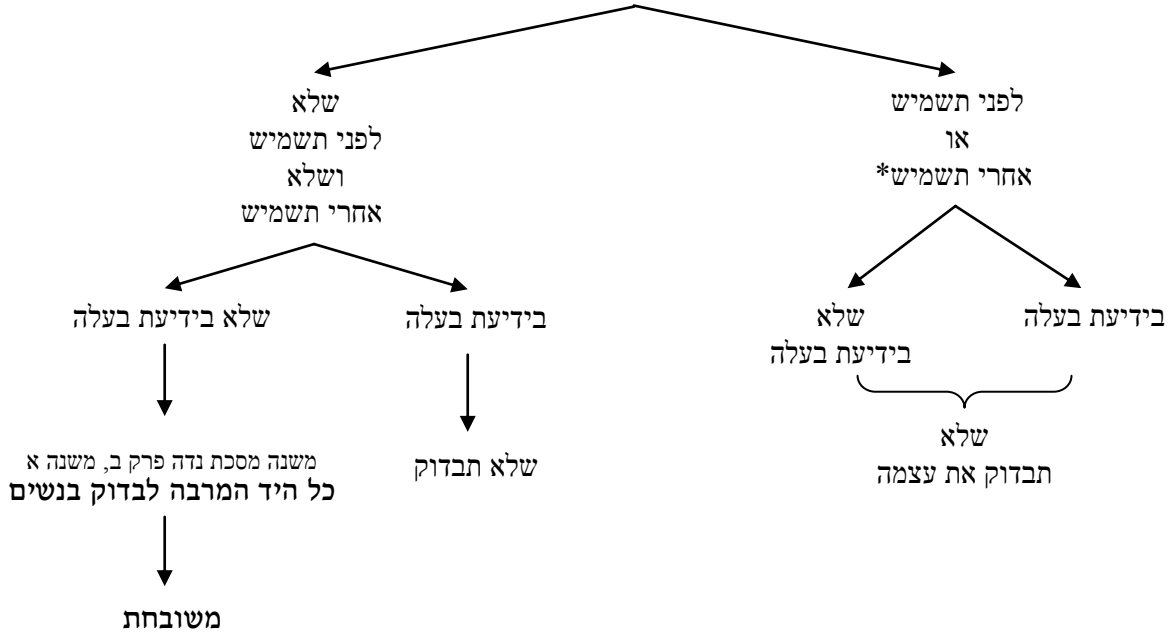 לפני תשמיש
או
אחרי תשמיש*
שלא
לפני תשמיש
ושלא
אחרי תשמיש
בידיעת בעלה
שלא
בידיעת בעלה
בידיעת בעלה
שלא בידיעת בעלה
שלא
תבדוק את עצמה
שלא תבדוק
משנה מסכת נדה פרק ב, משנה א
כל היד המרבה לבדוק בנשים
משובחת